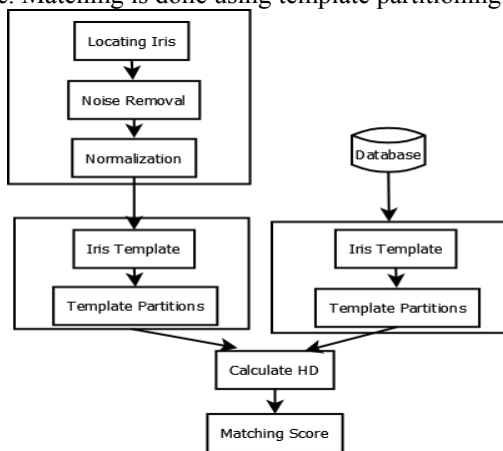 e. Matching is done using template partitioning
Locating Iris
Noise Removal
Normalization
Database
Iris Template
Template Partitions
Iris Template
Template Partitions
Calculate HD
Matching Score